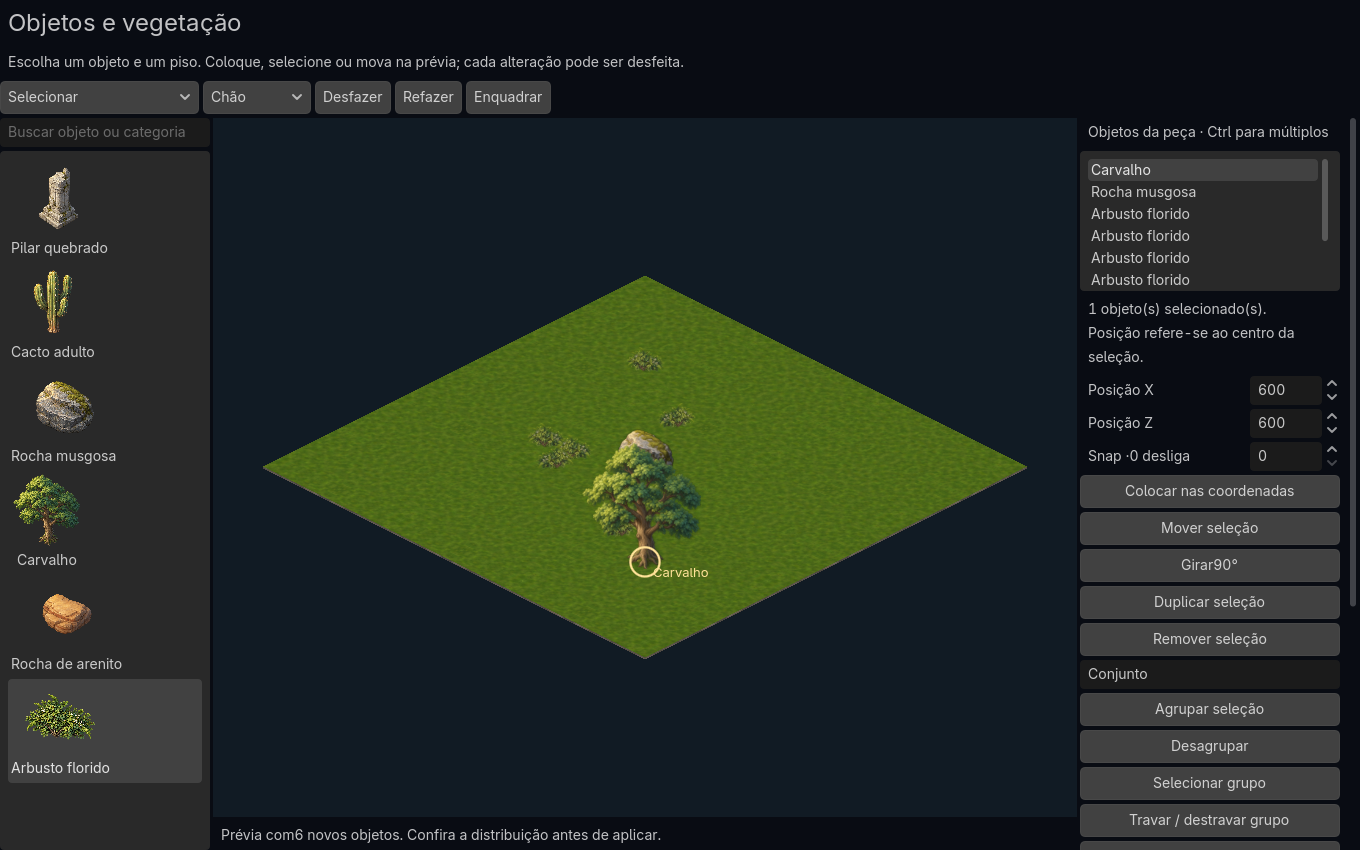 Objetos e vegetação
Escolha um objeto e um piso. Coloque, selecione ou mova na prévia; cada alteração pode ser desfeita.
Selecionar
Chão
Desfazer
Refazer
Enquadrar
Buscar objeto ou categoria
Pilar quebrado
Cacto adulto
Rocha musgosa
Carvalho
Rocha de arenito
Arbusto florido
Carvalho
Prévia com6 novos objetos. Confira a distribuição antes de aplicar.
Objetos da peça · Ctrl para múltiplos
Carvalho
Rocha musgosa
Arbusto florido
Arbusto florido
Arbusto florido
Arbusto florido
1 objeto(s) selecionado(s).
Posição refere-se ao centro da
seleção.
Posição X 600
Posição Z 600
Snap ·0 desliga 0
Colocar nas coordenadas
Mover seleção
Girar90°
Duplicar seleção
Remover seleção
Conjunto
Agrupar seleção
Desagrupar
Selecionar grupo
Travar / destravar grupo